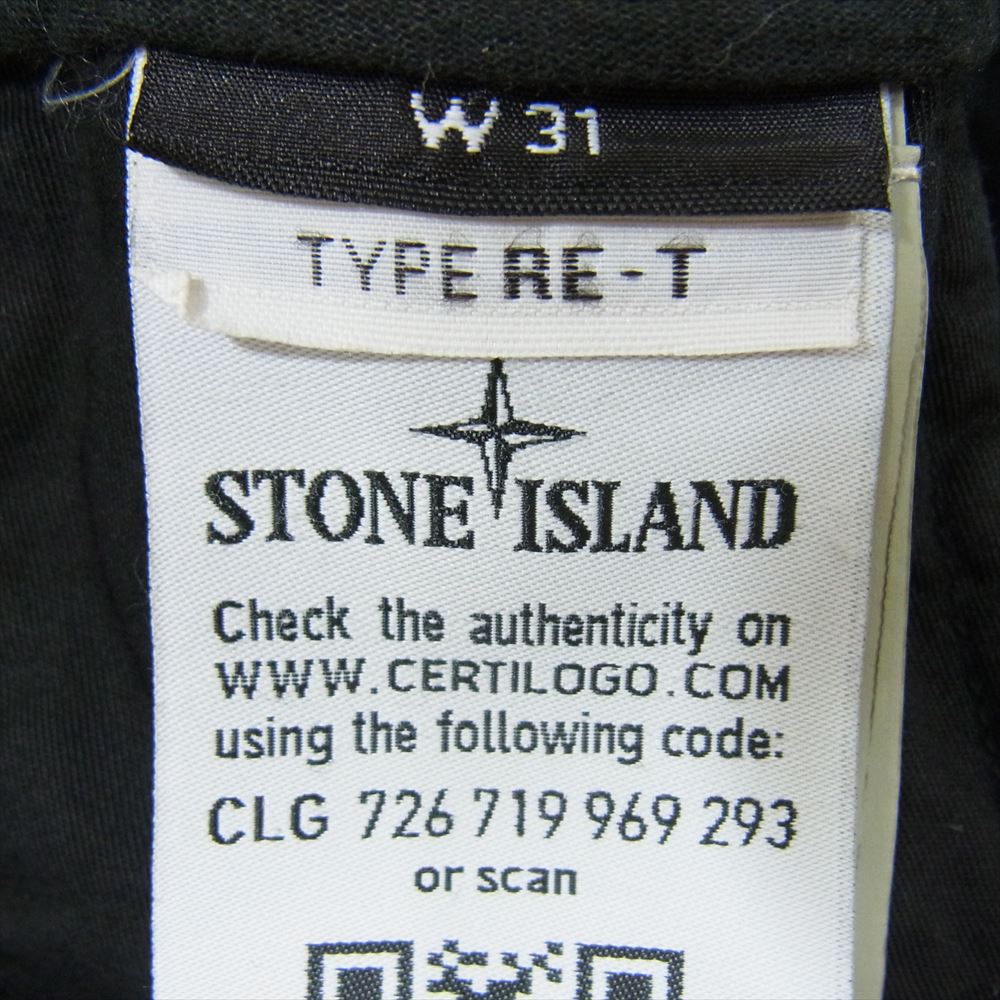 W 31
TYPE RE-T
STONE ISLAND
Check the authenticity on
WWW.CERTILOGO.COM
using the following code:
CLG 726 719 969 293
or scan